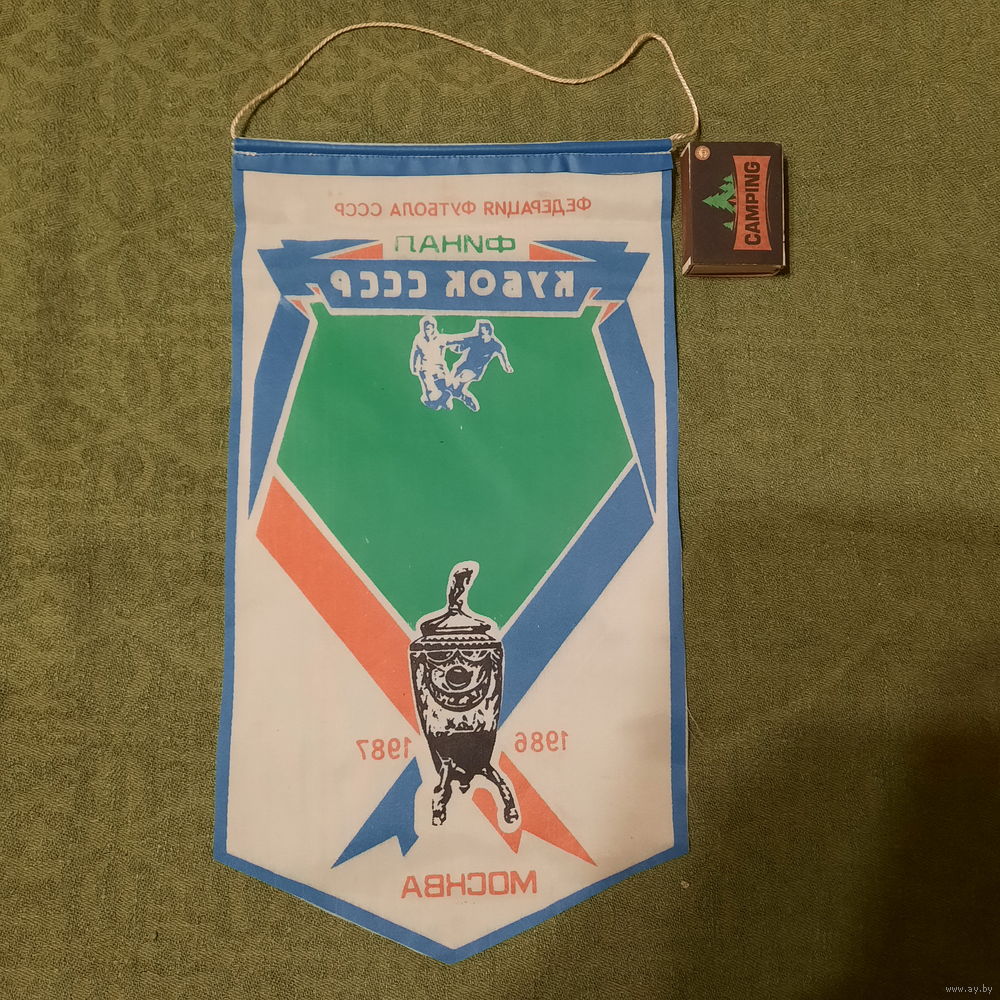 ФЕДЕРАЦИЯ ФУТБОЛА СССР
ФИНАЛ
КУБОК СССР
1986 1987
МОСКВА
CAMPING
www.ay.by